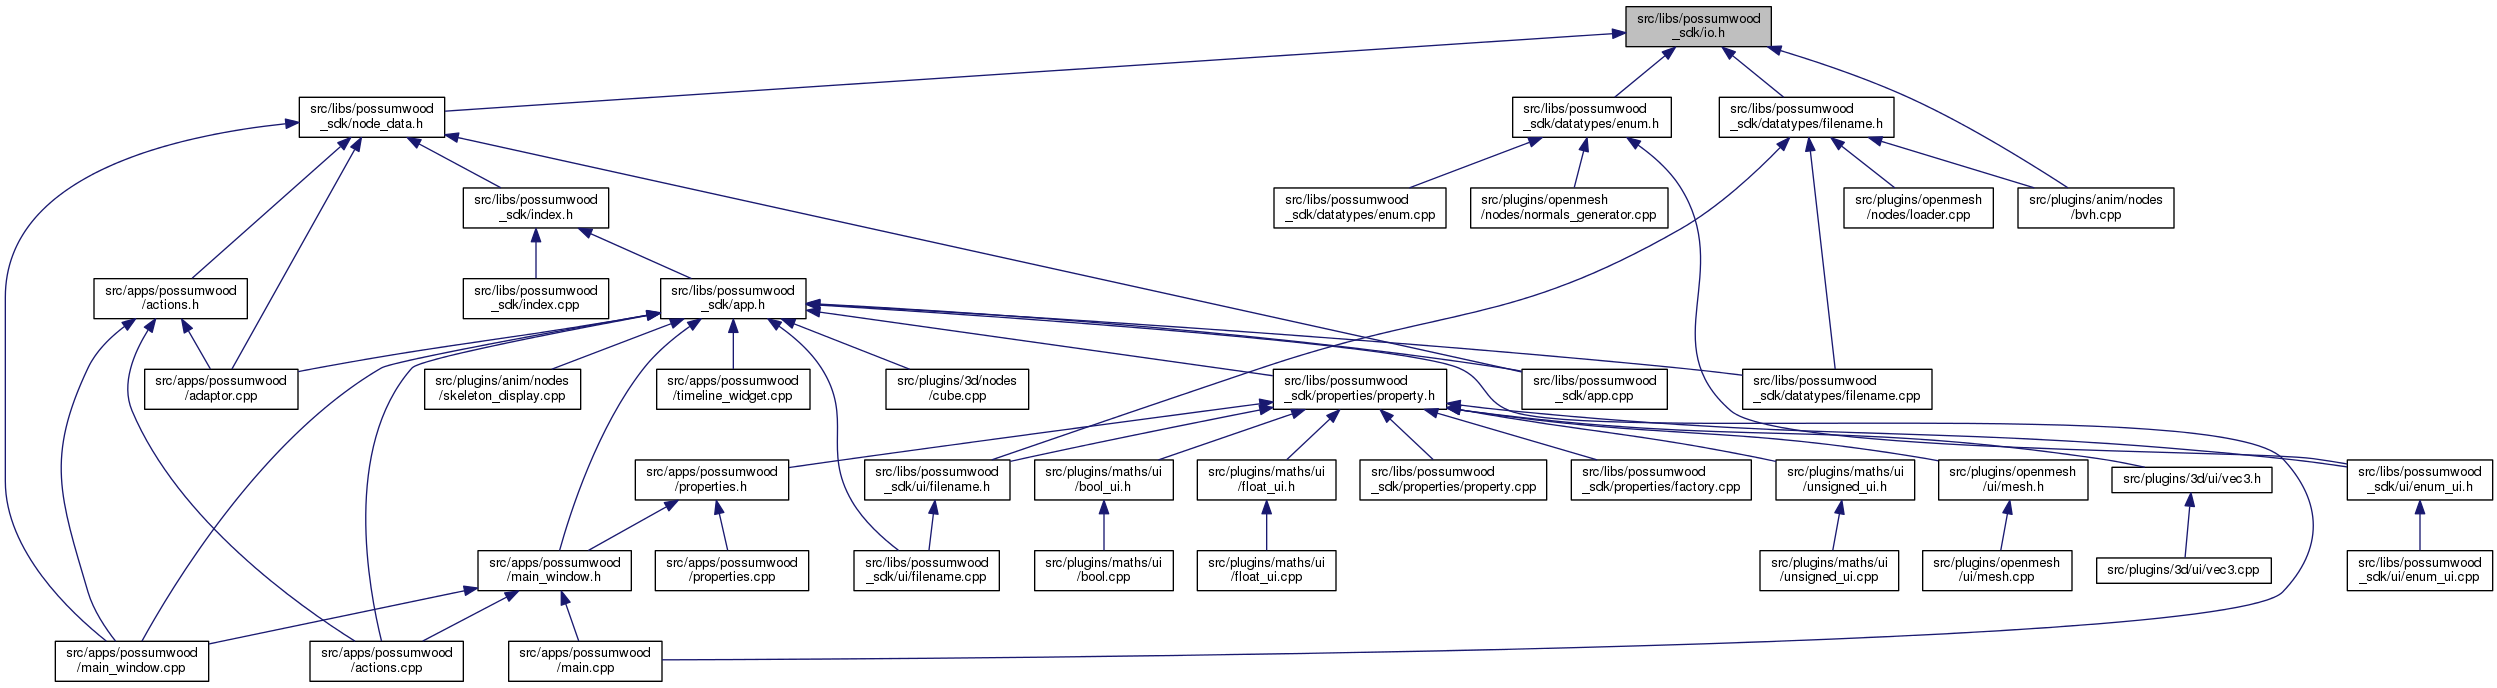 src/libs/possumwood
_sdk/io.h
src/libs/possumwood
_sdk/node_data.h
src/libs/possumwood
_sdk/datatypes/enum.h
src/libs/possumwood
_sdk/datatypes/filename.h
src/libs/possumwood
_sdk/index.h
src/libs/possumwood
_sdk/datatypes/enum.cpp
src/plugins/openmesh
/nodes/normals_generator.cpp
src/plugins/openmesh
/nodes/loader.cpp
src/plugins/anim/nodes
/bvh.cpp
src/apps/possumwood
/actions.h
src/libs/possumwood
_sdk/index.cpp
src/libs/possumwood
_sdk/app.h
src/apps/possumwood
/adaptor.cpp
src/plugins/anim/nodes
/skeleton_display.cpp
src/apps/possumwood
/timeline_widget.cpp
src/plugins/3d/nodes
/cube.cpp
src/libs/possumwood
_sdk/properties/property.h
src/libs/possumwood
_sdk/app.cpp
src/libs/possumwood
_sdk/datatypes/filename.cpp
src/apps/possumwood
/properties.h
src/libs/possumwood
_sdk/ui/filename.h
src/plugins/maths/ui
/bool_ui.h
src/plugins/maths/ui
/float_ui.h
src/libs/possumwood
_sdk/properties/property.cpp
src/libs/possumwood
_sdk/properties/factory.cpp
src/plugins/maths/ui
/unsigned_ui.h
src/plugins/openmesh
/ui/mesh.h
src/plugins/3d/ui/vec3.h
src/libs/possumwood
_sdk/ui/enum_ui.h
src/apps/possumwood
/main_window.h
src/apps/possumwood
/properties.cpp
src/libs/possumwood
_sdk/ui/filename.cpp
src/plugins/maths/ui
/bool.cpp
src/plugins/maths/ui
/float_ui.cpp
src/plugins/maths/ui
/unsigned_ui.cpp
src/plugins/openmesh
/ui/mesh.cpp
src/plugins/3d/ui/vec3.cpp
src/libs/possumwood
_sdk/ui/enum_ui.cpp
src/apps/possumwood
/main_window.cpp
src/apps/possumwood
/actions.cpp
src/apps/possumwood
/main.cpp